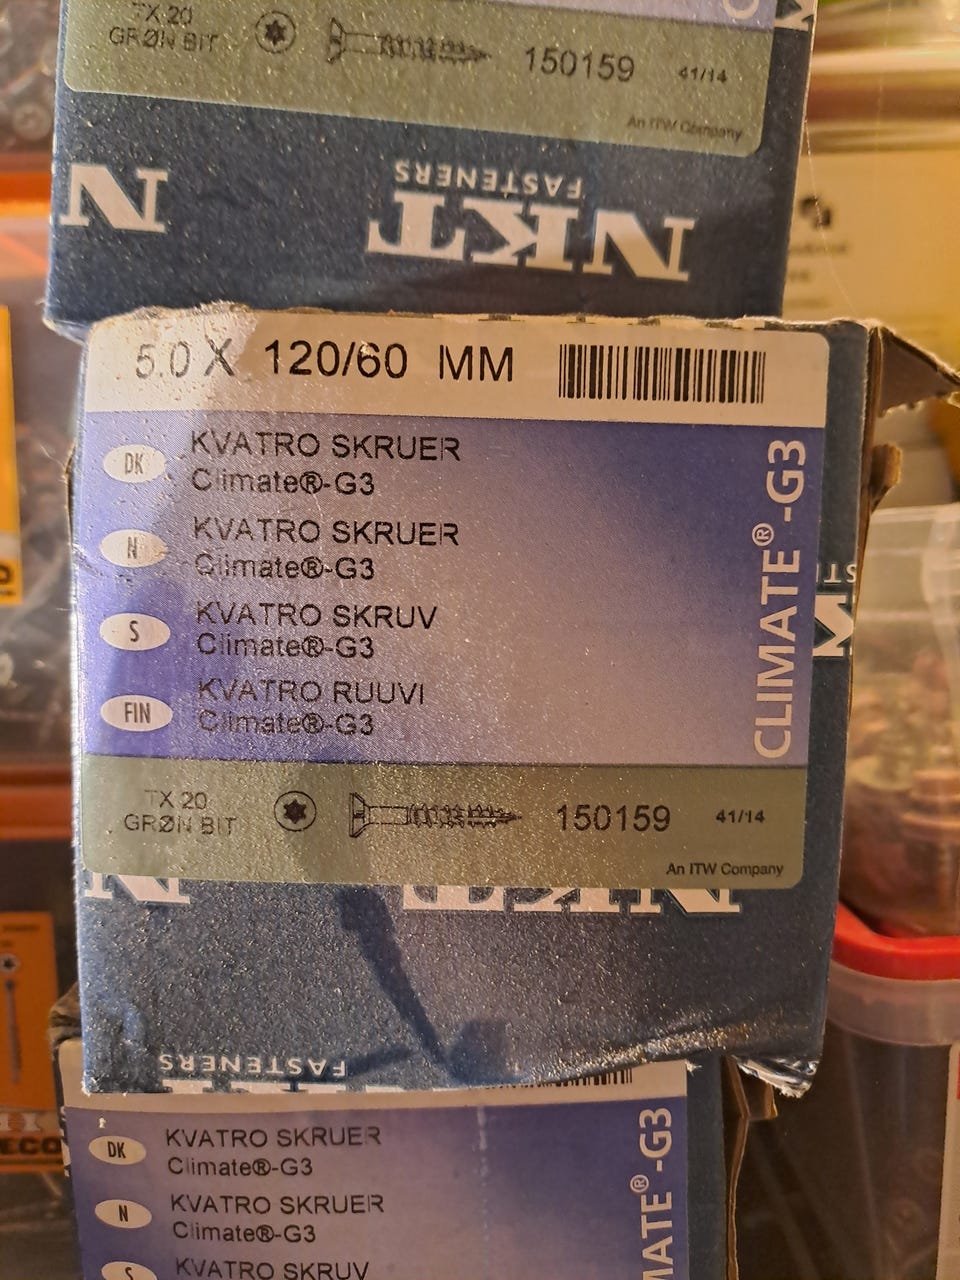 TX 20
GRØN BIT
150159
41/14
An ITW Company
N
NKT
FASTENERS
5.0 X 120/60 MM
DK
KVATRO SKRUER
Climate®-G3
N
KVATRO SKRUER
Climate®-G3
S
KVATRO SKRUV
Climate®-G3
FIN
KVATRO RUUVI
Climate®-G3
CLIMATE®-G3
TX 20
GRØN BIT
150159
41/14
An ITW Company
N
NKT
FASTENERS
DK
KVATRO SKRUER
Climate®-G3
N
KVATRO SKRUER
Climate®-G3
S
KVATRO SKRUV
MATE®-G3
ECO